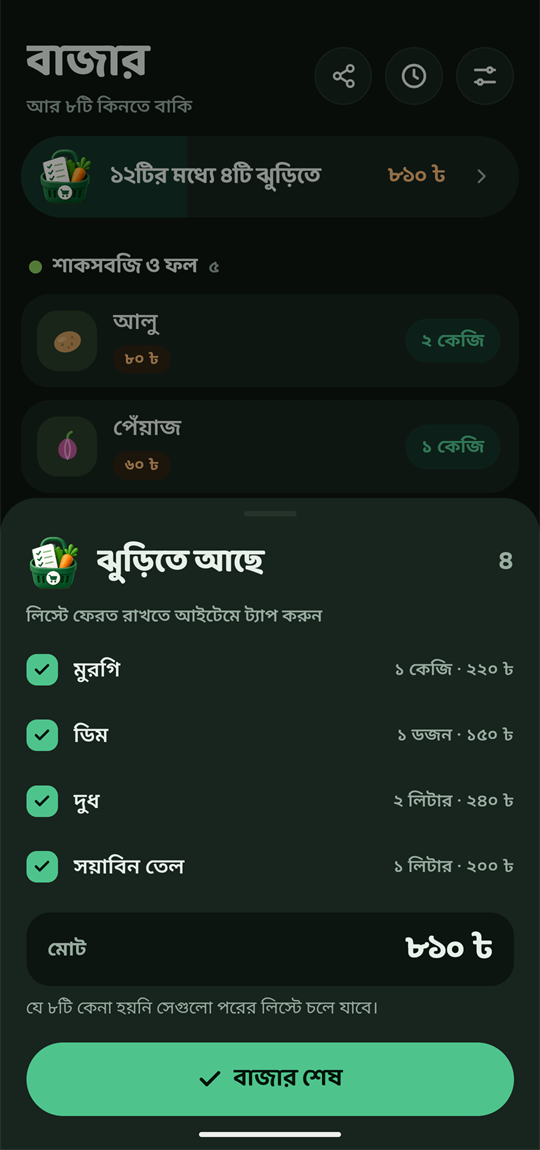 বাজার
আর ৮টি কিনতে বাকি
১২টির মধ্যে ৪টি ঝুড়িতে ৮১০ ৳
শাকসবজি ও ফল ৫
আলু
৮০ ৳
২ কেজি
পেঁয়াজ
৬০ ৳
১ কেজি
ঝুড়িতে আছে ৪
লিস্টে ফেরত রাখতে আইটেমে ট্যাপ করুন
মুরগি ১ কেজি · ২২০ ৳
ডিম ১ ডজন · ১৫০ ৳
দুধ ২ লিটার · ২৪০ ৳
সয়াবিন তেল ১ লিটার · ২০০ ৳
মোট ৮১০ ৳
যে ৮টি কেনা হয়নি সেগুলো পরের লিস্টে চলে যাবে।
বাজার শেষ